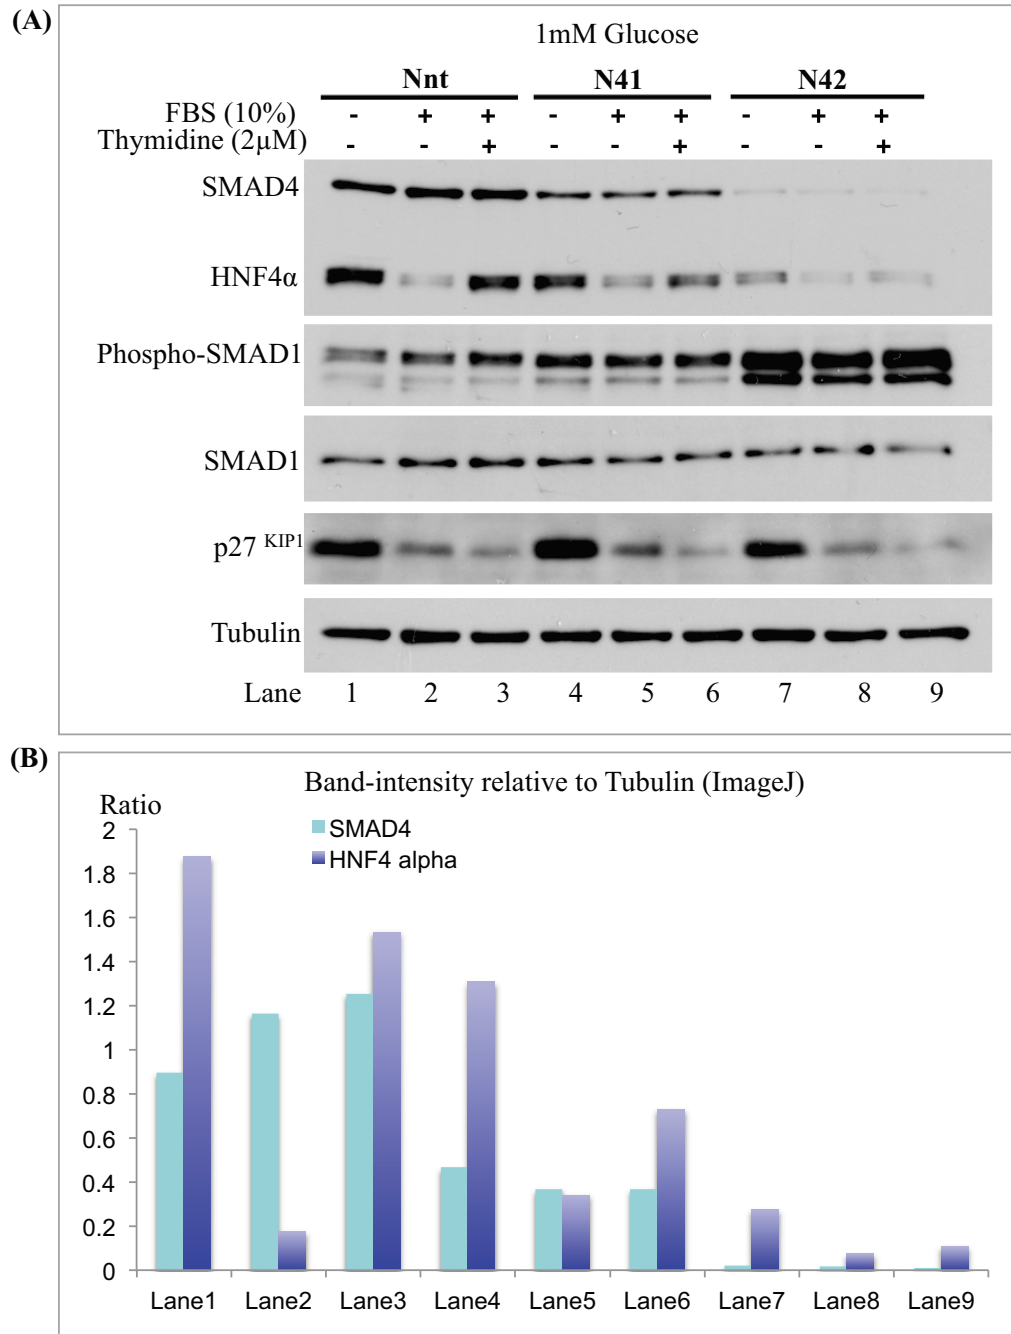 (A)
1mM Glucose
Nnt N41 N42
FBS (10%) - + + - + + - + +
Thymidine (2µM) - - + - - + - - +
SMAD4
HNF4α
Phospho-SMAD1
SMAD1
p27 KIP1
Tubulin
Lane 1 2 3 4 5 6 7 8 9
(B)
Band-intensity relative to Tubulin (ImageJ)
Ratio
SMAD4
HNF4 alpha
2
1.8
1.6
1.4
1.2
1
0.8
0.6
0.4
0.2
0
Lane1 Lane2 Lane3 Lane4 Lane5 Lane6 Lane7 Lane8 Lane9